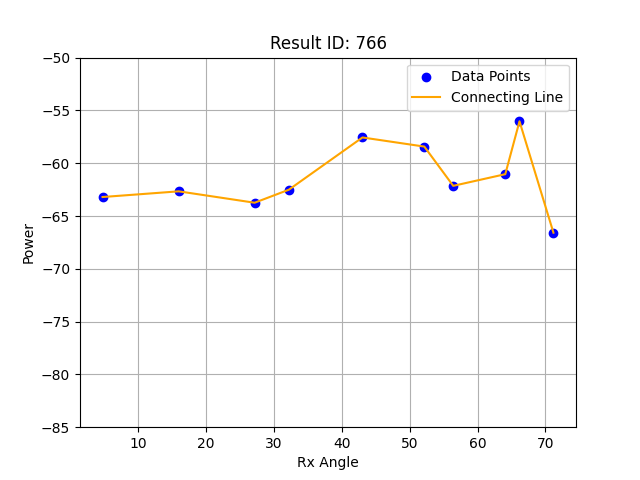 Result ID: 766
Data Points
Connecting Line
Power
−50
−55
−60
−65
−70
−75
−80
−85
10 20 30 40 50 60 70
Rx Angle